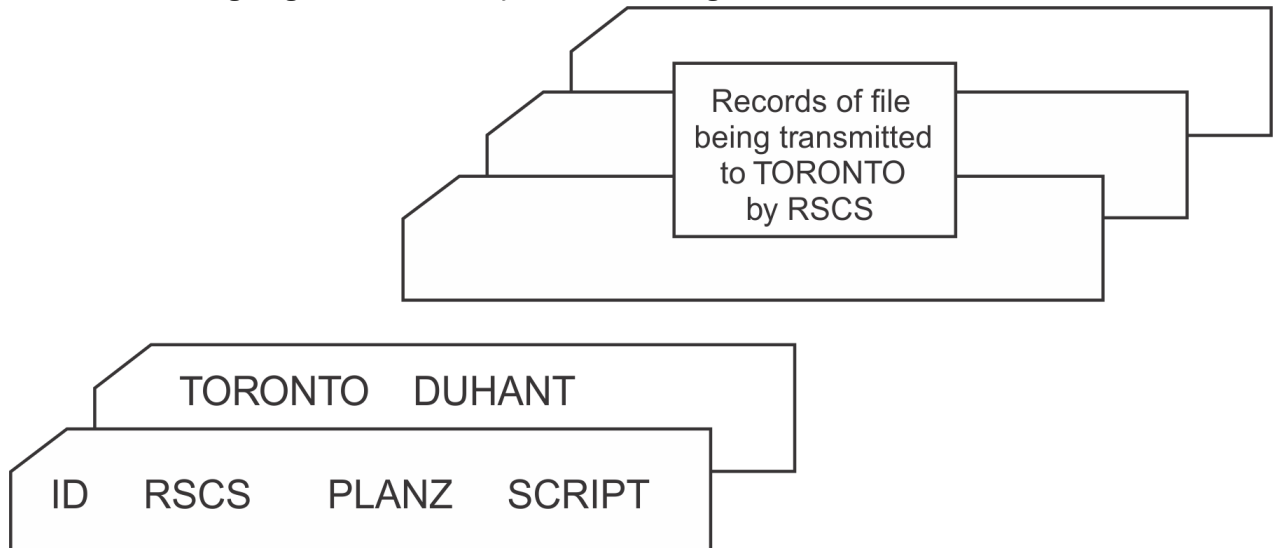 Records of file
being transmitted
to TORONTO
by RSCS
TORONTO DUHANT
ID RSCS PLANZ SCRIPT